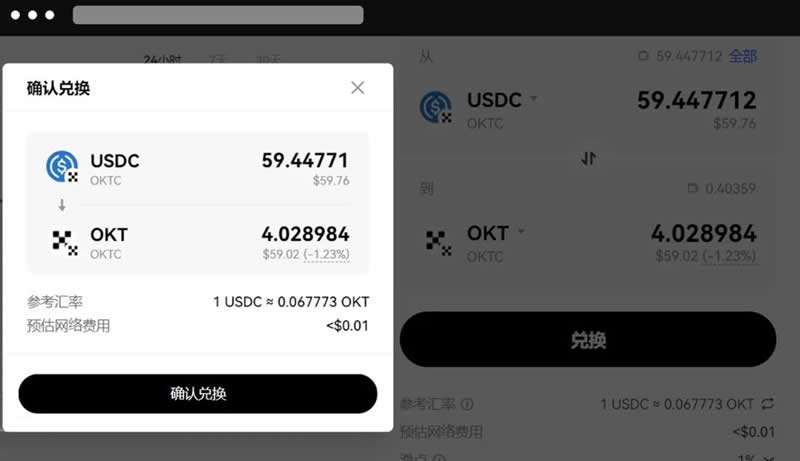 24小时 7天 30天
确认兑换
USDC 59.44771
OKTC $59.76
OKT 4.028984
OKTC $59.02 (-1.23%)
参考汇率 1 USDC ≈ 0.067773 OKT
预估网络费用 <$0.01
确认兑换
从 59.447712 全部
USDC 59.447712
OKTC $59.76
到 0.40359
OKT 4.028984
OKTC $59.02 (-1.23%)
兑换
参考汇率 1 USDC ≈ 0.067773 OKT
预估网络费用 <$0.01
滑点 1%